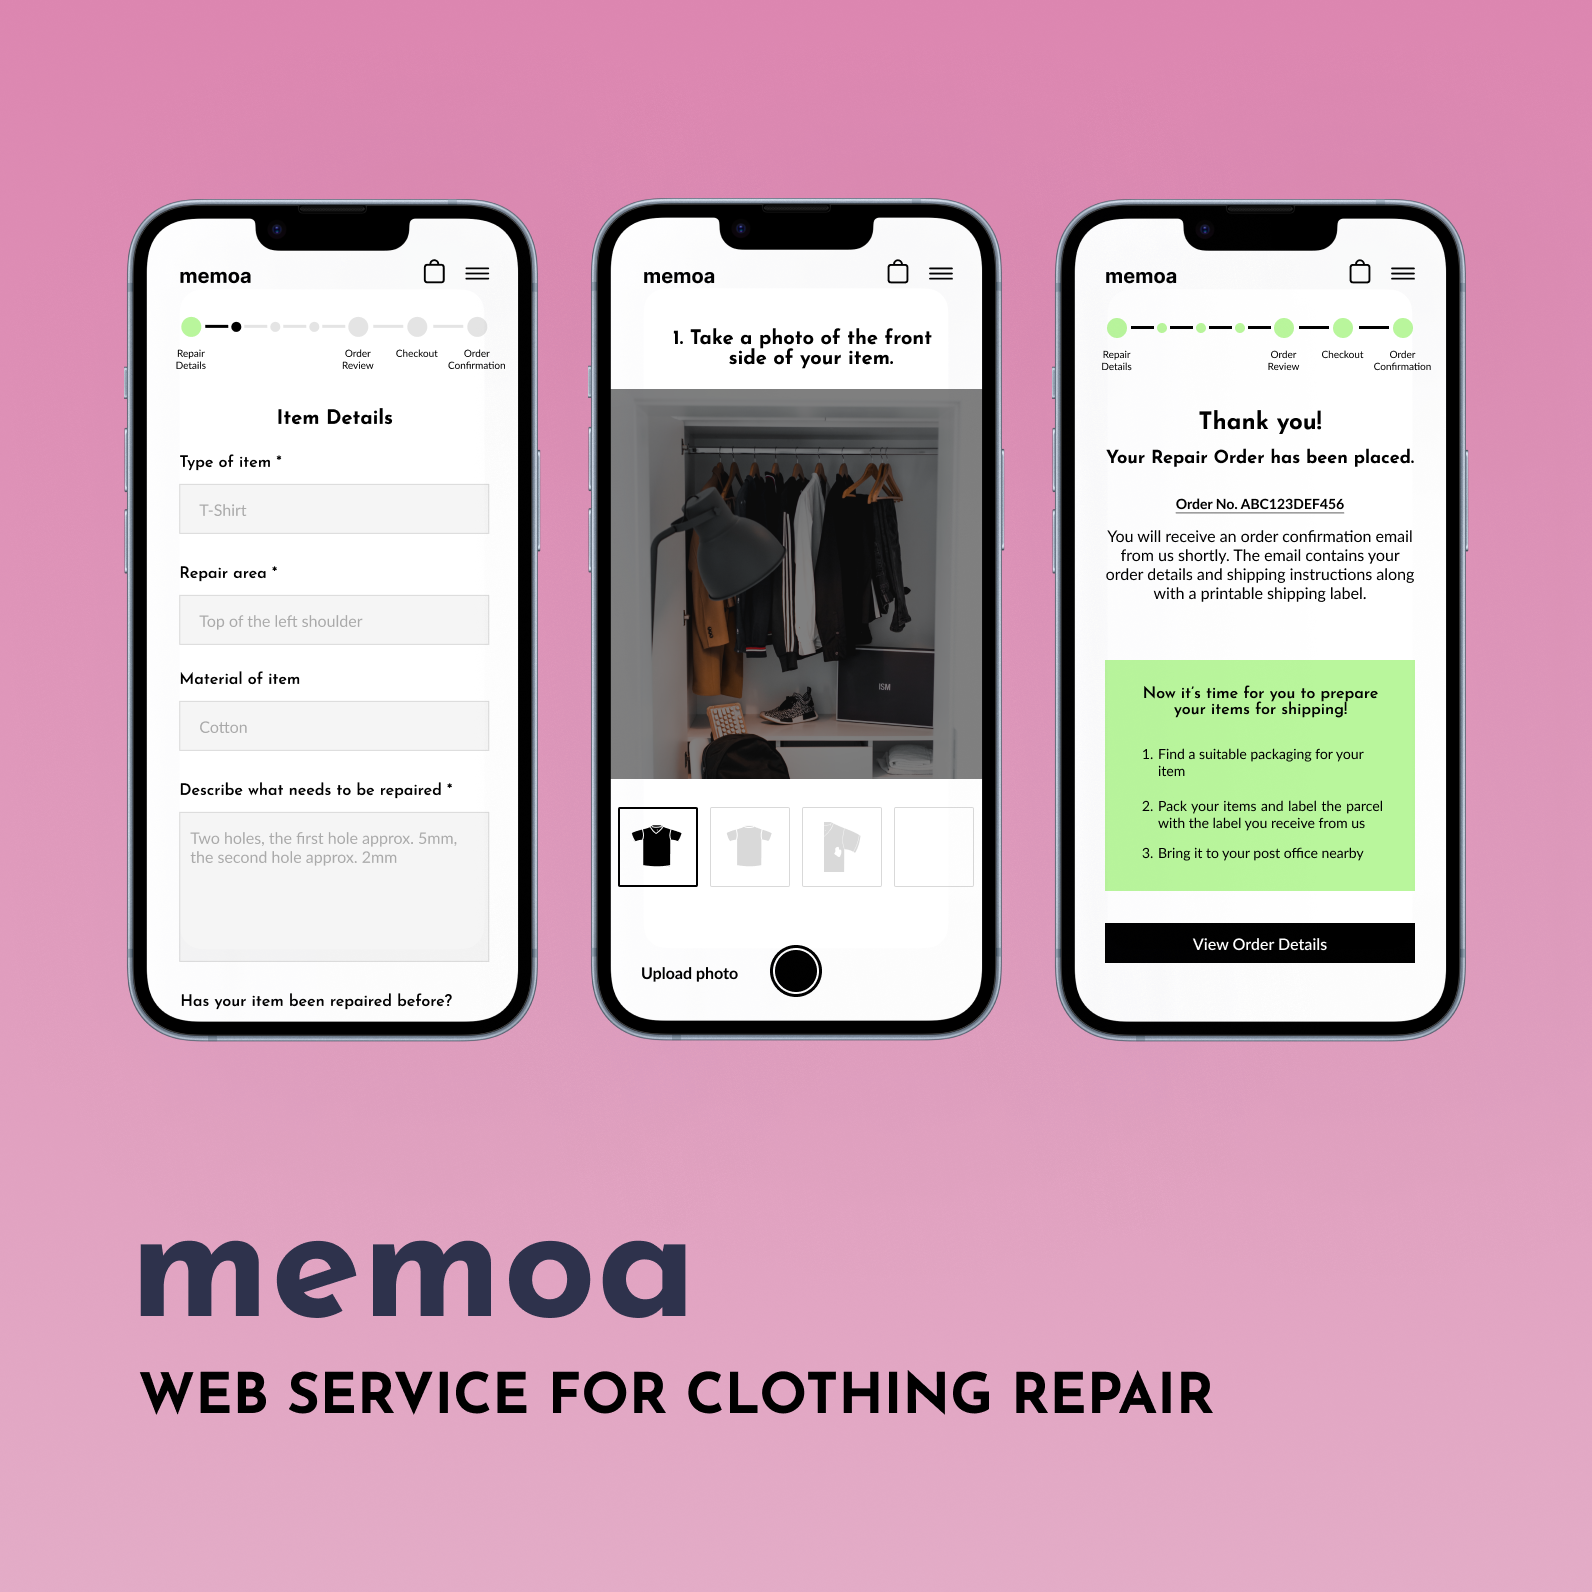 memoa
Repair
Details
Order
Review
Checkout
Order
Confirmation
Item Details
Type of item *
T-Shirt
Repair area *
Top of the left shoulder
Material of item
Cotton
Describe what needs to be repaired *
Two holes, the first hole approx. 5mm,
the second hole approx. 2mm
Has your item been repaired before?
memoa
1. Take a photo of the front
side of your item.
ISM
Upload photo
memoa
Repair
Details
Order
Review
Checkout
Order
Confirmation
Thank you!
Your Repair Order has been placed.
Order No. ABC123DEF456
You will receive an order confirmation email
from us shortly. The email contains your
order details and shipping instructions along
with a printable shipping label.
Now it's time for you to prepare
your items for shipping!
1. Find a suitable packaging for your
item
2. Pack your items and label the parcel
with the label you receive from us
3. Bring it to your post office nearby
View Order Details
memoa
WEB SERVICE FOR CLOTHING REPAIR